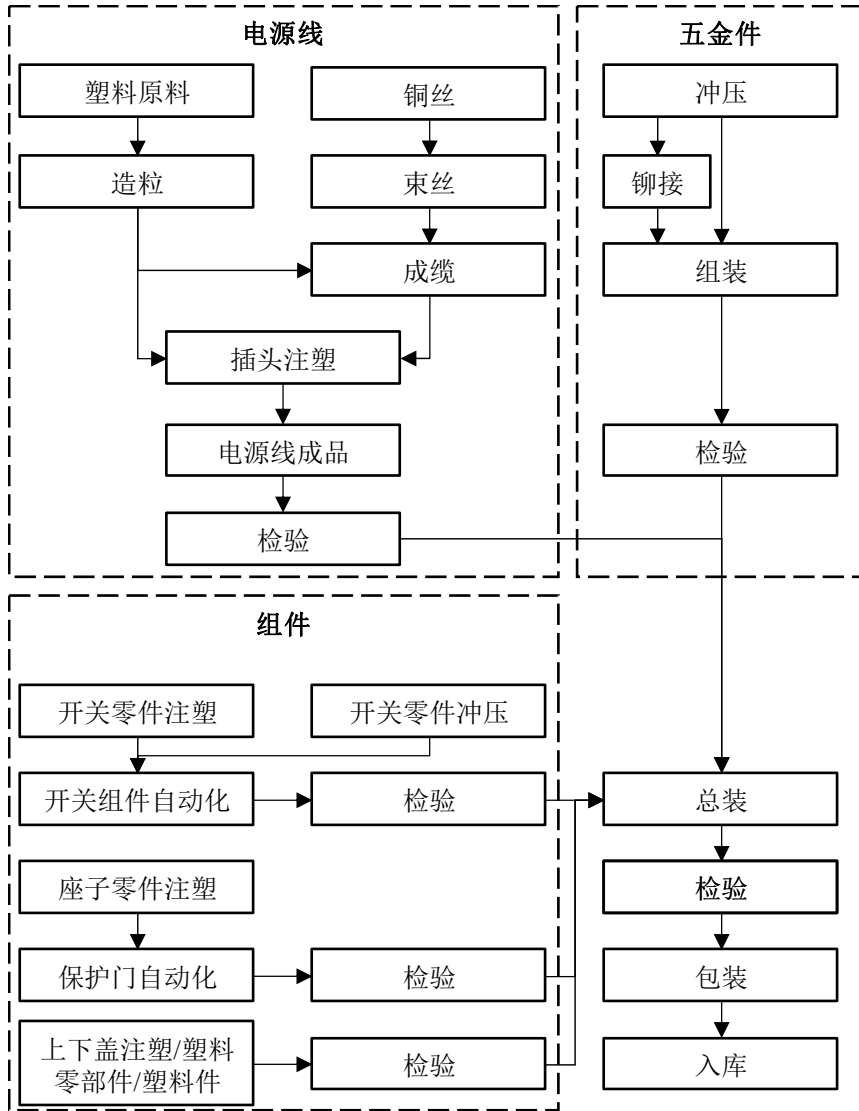 电源线
塑料原料
铜丝
造粒
束丝
成缆
插头注塑
电源线成品
检验
五金件
冲压
铆接
组装
检验
组件
开关零件注塑
开关零件冲压
开关组件自动化
检验
座子零件注塑
保护门自动化
检验
上下盖注塑/塑料
零部件/塑料件
检验
总装
检验
包装
入库